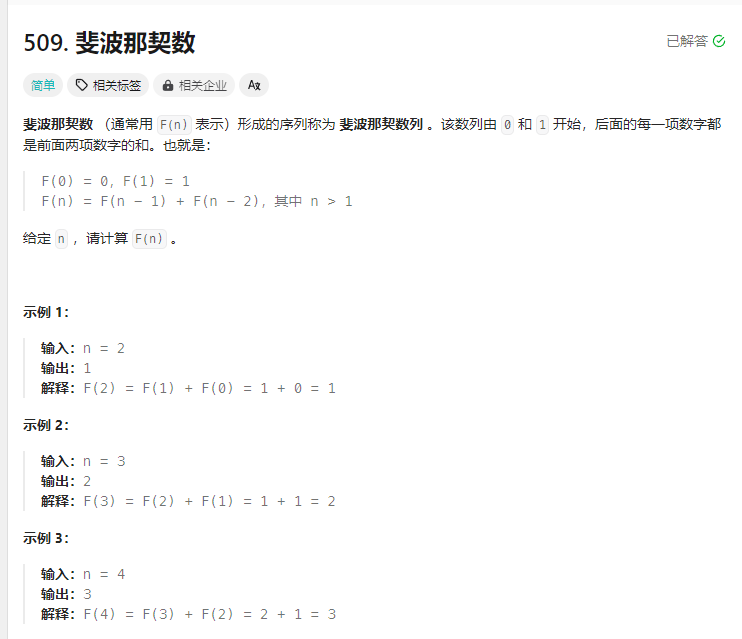 509. 斐波那契数
已解答
简单 相关标签 相关企业 Aあ
斐波那契数 （通常用 F(n) 表示）形成的序列称为 斐波那契数列 。该数列由 0 和 1 开始，后面的每一项数字都
是前面两项数字的和。也就是：
F(0) = 0，F(1) = 1
F(n) = F(n - 1) + F(n - 2)，其中 n > 1
给定 n ，请计算 F(n) 。
示例 1：
输入：n = 2
输出：1
解释：F(2) = F(1) + F(0) = 1 + 0 = 1
示例 2：
输入：n = 3
输出：2
解释：F(3) = F(2) + F(1) = 1 + 1 = 2
示例 3：
输入：n = 4
输出：3
解释：F(4) = F(3) + F(2) = 2 + 1 = 3